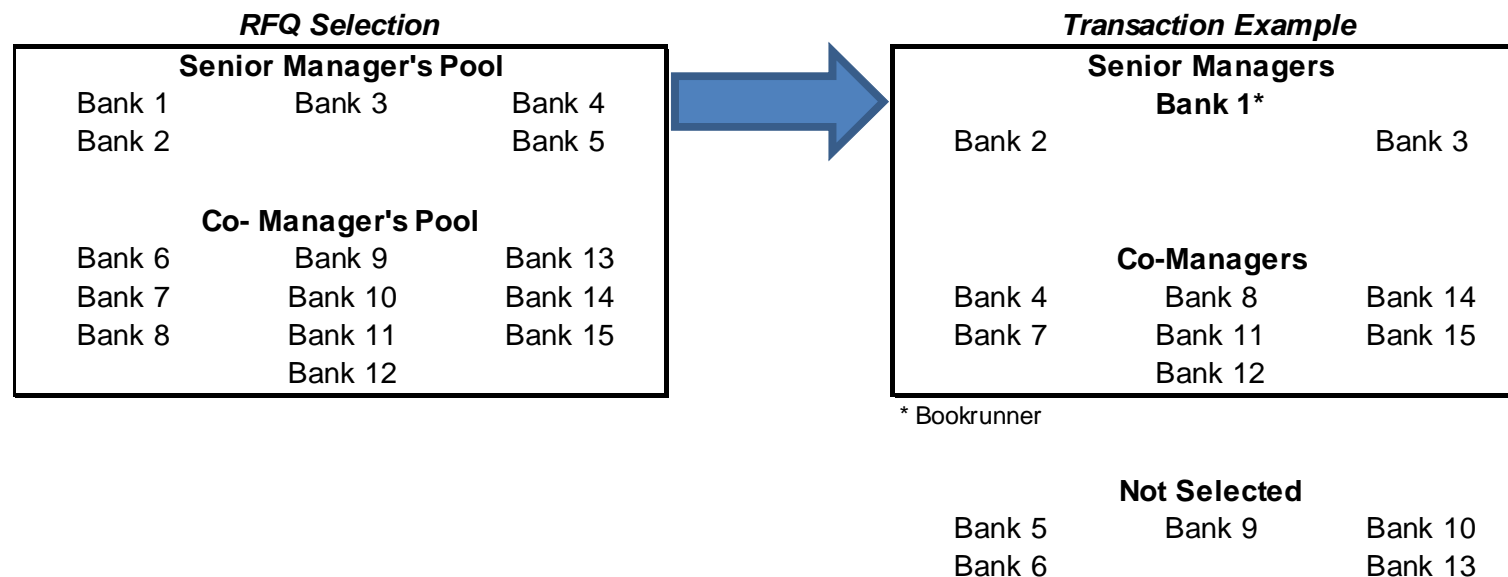 RFQ Selection
Senior Manager's Pool
Bank 1 Bank 3 Bank 4
Bank 2 Bank 5
Co- Manager's Pool
Bank 6 Bank 9 Bank 13
Bank 7 Bank 10 Bank 14
Bank 8 Bank 11 Bank 15
Bank 12
Transaction Example
Senior Managers
Bank 1*
Bank 2 Bank 3
Co-Managers
Bank 4 Bank 8 Bank 14
Bank 7 Bank 11 Bank 15
Bank 12
* Bookrunner
Not Selected
Bank 5 Bank 9 Bank 10
Bank 6 Bank 13